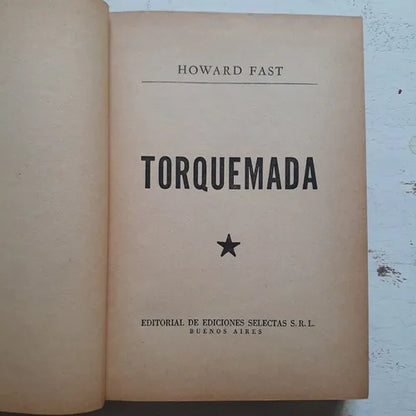 HOWARD FAST
TORQUEMADA
EDITORIAL DE EDICIONES SELECTAS S. R. L.
BUENOS AIRES